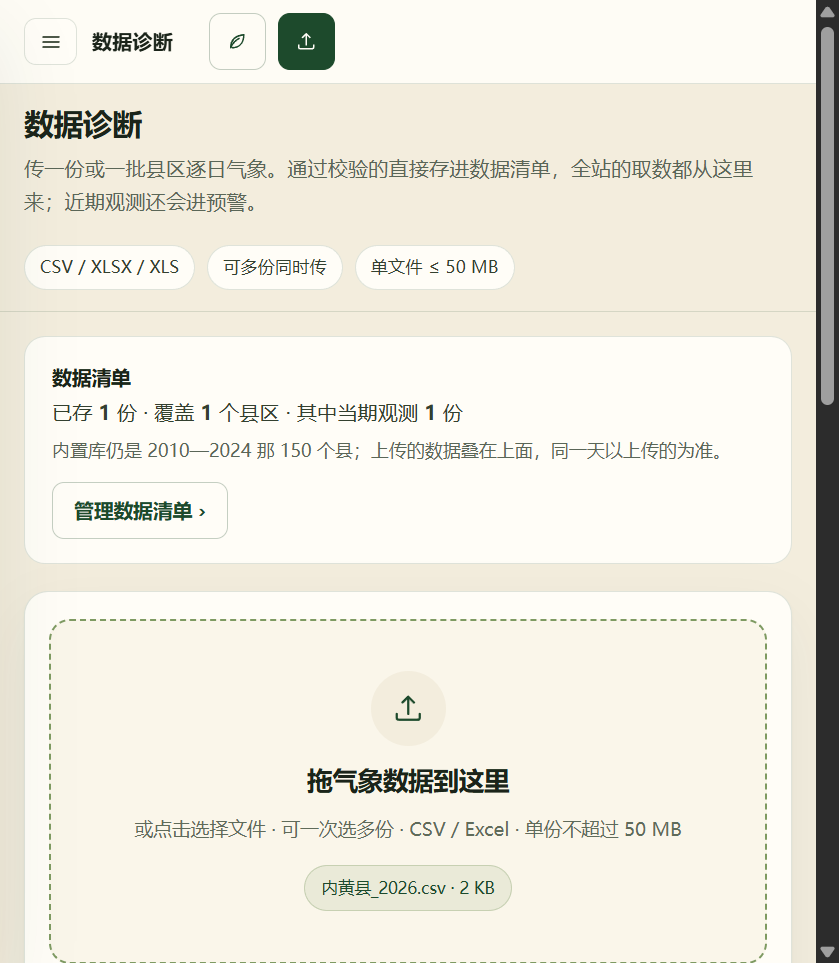 数据诊断
数据诊断
传一份或一批县区逐日气象。通过校验的直接存进数据清单，全站的取数都从这里
来；近期观测还会进预警。
CSV / XLSX / XLS
可多份同时传
单文件 ≤ 50 MB
数据清单
已存 1 份 · 覆盖 1 个县区 · 其中当期观测 1 份
内置库仍是 2010—2024 那 150 个县；上传的数据叠在上面，同一天以上传的为准。
管理数据清单 ›
拖气象数据到这里
或点击选择文件 · 可一次选多份 · CSV / Excel · 单份不超过 50 MB
内黄县_2026.csv · 2 KB